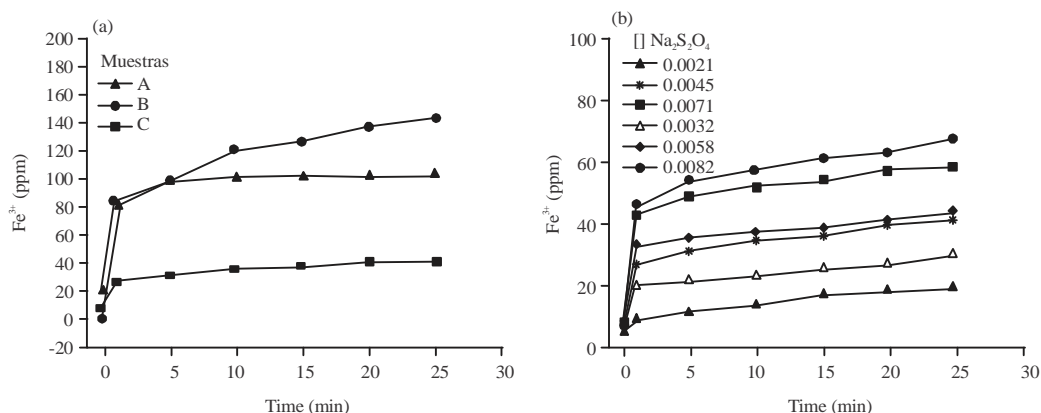 (a)
200
180
160
140
120
100
80
60
40
20
0
-20
Fe³⁺ (ppm)
Muestras
A
B
C
0 5 10 15 20 25 30
Time (min)
(b)
100
80
60
40
20
0
Fe³⁺ (ppm)
[] Na₂S₂O₄
0.0021
0.0045
0.0071
0.0032
0.0058
0.0082
0 5 10 15 20 25 30
Time (min)